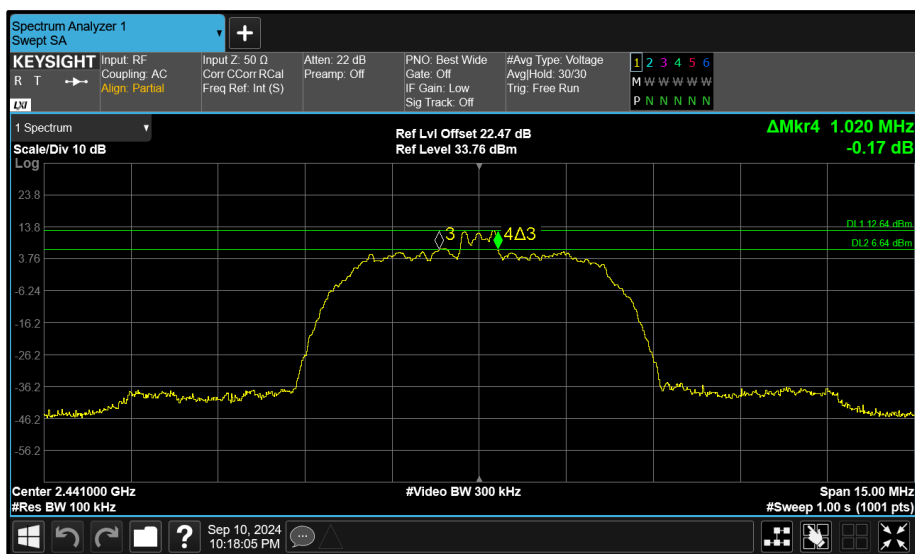 Spectrum Analyzer 1
Swept SA
KEYSIGHT
R T
LXI
Input: RF
Coupling: AC
Align: Partial
Input Z: 50 Ω
Corr CCorr RCal
Freq Ref: Int (S)
Atten: 22 dB
Preamp: Off
PNO: Best Wide
Gate: Off
IF Gain: Low
Sig Track: Off
#Avg Type: Voltage
Avg|Hold: 30/30
Trig: Free Run
1 2 3 4 5 6
M W W W W W
P N N N N N
1 Spectrum
Scale/Div 10 dB
Log
Ref Lvl Offset 22.47 dB
Ref Level 33.76 dBm
ΔMkr4 1.020 MHz
-0.17 dB
23.8
13.8
3.76
-6.24
-16.2
-26.2
-36.2
-46.2
-56.2
DL1 12.64 dBm
DL2 6.64 dBm
3
4Δ3
Center 2.441000 GHz
#Video BW 300 kHz
Span 15.00 MHz
#Res BW 100 kHz
#Sweep 1.00 s (1001 pts)
?
Sep 10, 2024
10:18:05 PM